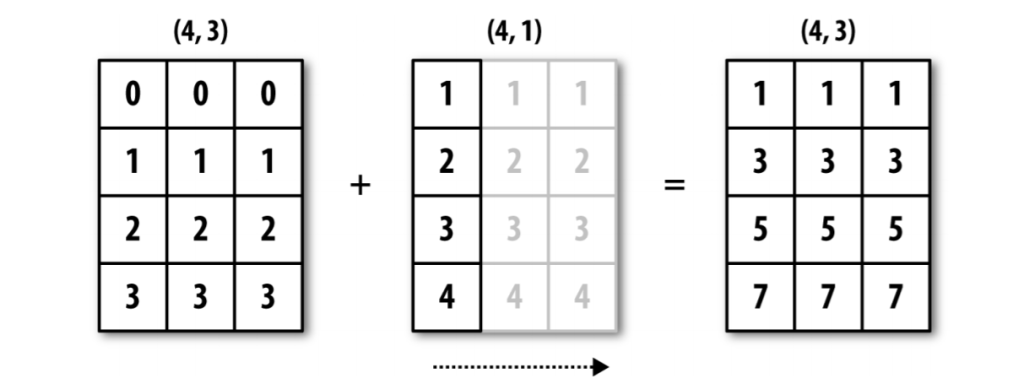 (4, 3) (4, 1) (4, 3)
0 0 0 1 1 1 1 1 1
1 1 1 + 2 2 2 = 3 3 3
2 2 2 3 3 3 5 5 5
3 3 3 4 4 4 7 7 7